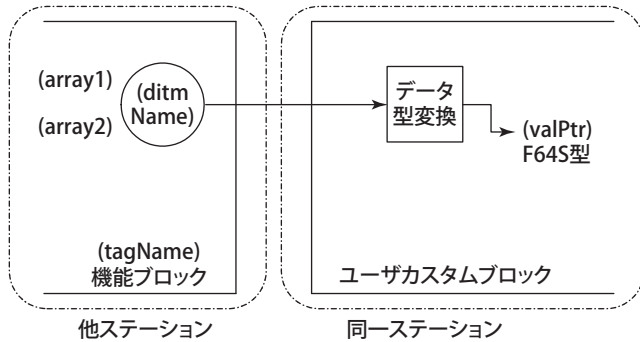 (array1)
(array2)
(ditm
Name)
(tagName)
機能ブロック
他ステーション
データ
型変換
(valPtr)
F64S型
ユーザカスタムブロック
同一ステーション